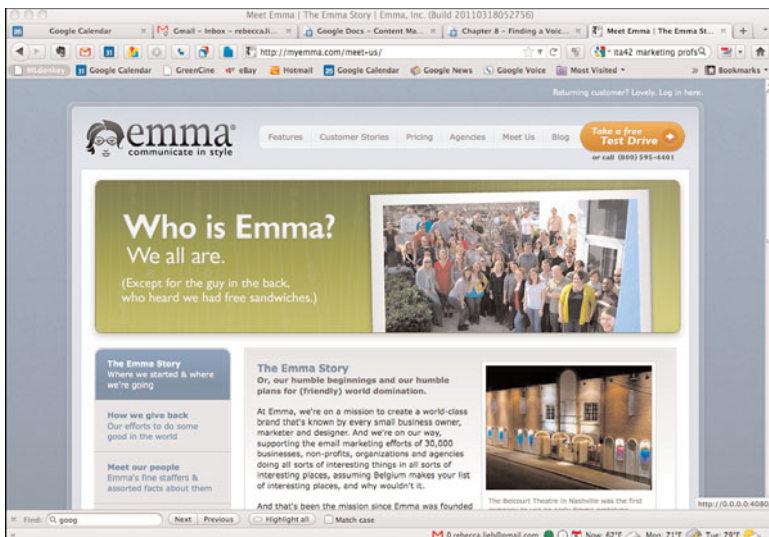 Meet Emma | The Emma Story | Emma, Inc. (Build 20110318052756)
Google Calendar
Gmail – Inbox – rebecca.li...
Google Docs – Content Ma...
Chapter 8 – Finding a Voic...
Meet Emma | The Emma St...
http://myemma.com/meet-us/
rita42 marketing profs
MLdonkey
Google Calendar
GreenCine
eBay
Hotmail
Google Calendar
Google News
Google Voice
Most Visited
Bookmarks
Returning customer? Lovely. Log in here.
emma
communicate in style
Features
Customer Stories
Pricing
Agencies
Meet Us
Blog
Take a free
Test Drive
or call (800) 595-4401
Who is Emma?
We all are.
(Except for the guy in the back,
who heard we had free sandwiches.)
The Emma Story
Where we started & where
we're going
How we give back
Our efforts to do some
good in the world
Meet our people
Emma's fine staffers &
assorted facts about them
The Emma Story
Or, our humble beginnings and our humble
plans for (friendly) world domination.
At Emma, we're on a mission to create a world-class
brand that's known by every small business owner,
marketer and designer. And we're on our way,
supporting the email marketing efforts of 30,000
businesses, non-profits, organizations and agencies
doing all sorts of interesting things in all sorts of
interesting places, assuming Belgium makes your list
of interesting places, and why wouldn't it.
And that's been the mission since Emma was founded
The Belcourt Theatre in Nashville was the first
http://0.0.0.0:4080
Find: goog
Next
Previous
Highlight all
Match case
0 rebecca.lieb@gmail.com
Now: 62°F
Mon: 71°F
Tue: 79°F